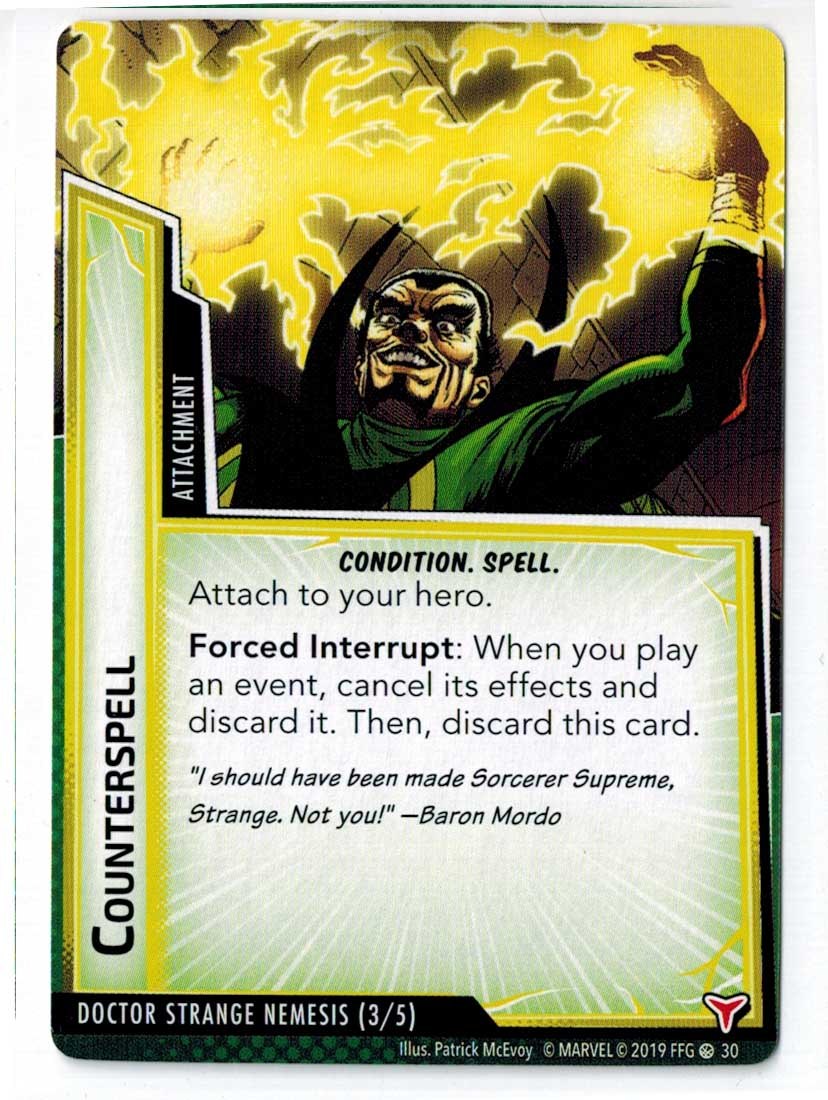 ATTACHMENT
COUNTERSPELL
CONDITION. SPELL.
Attach to your hero.
Forced Interrupt: When you play
an event, cancel its effects and
discard it. Then, discard this card.
"I should have been made Sorcerer Supreme,
Strange. Not you!" —Baron Mordo
DOCTOR STRANGE NEMESIS (3/5)
Illus. Patrick McEvoy © MARVEL © 2019 FFG 30